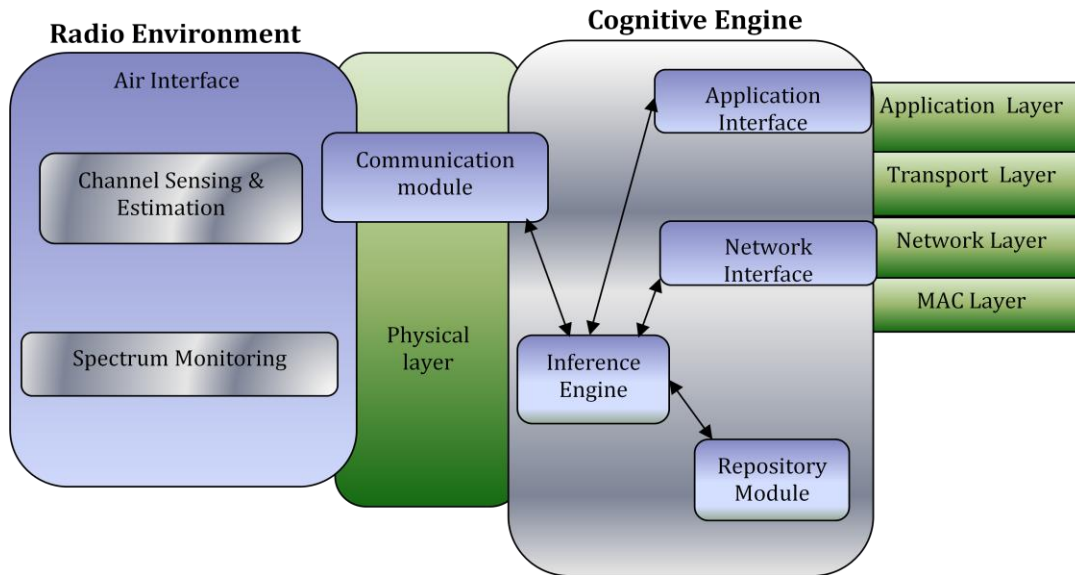 Radio Environment
Cognitive Engine
Air Interface
Channel Sensing &
Estimation
Spectrum Monitoring
Communication
module
Physical
layer
Application
Interface
Network
Interface
Inference
Engine
Repository
Module
Application Layer
Transport Layer
Network Layer
MAC Layer